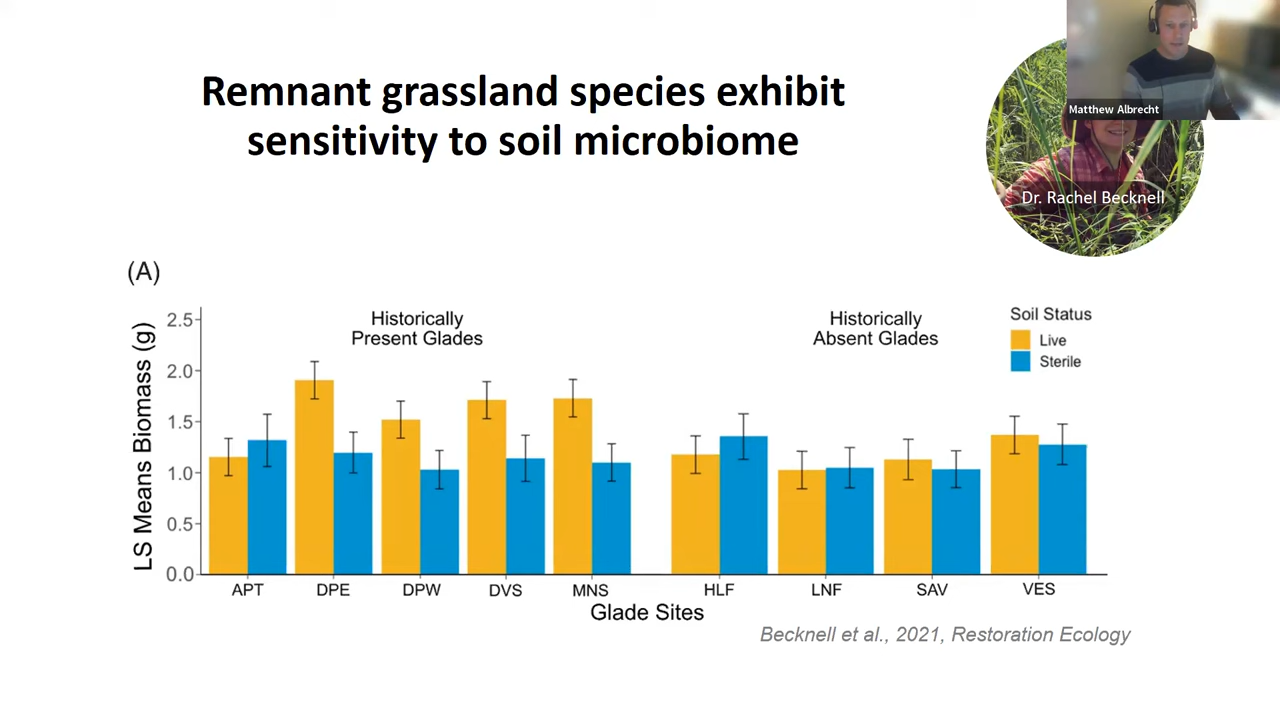 Remnant grassland species exhibit
sensitivity to soil microbiome
Matthew Albrecht
Dr. Rachel Becknell
(A)
Historically
Present Glades
Historically
Absent Glades
Soil Status
Live
Sterile
LS Means Biomass (g)
2.5
2.0
1.5
1.0
0.5
0.0
APT DPE DPW DVS MNS HLF LNF SAV VES
Glade Sites
Becknell et al., 2021, Restoration Ecology